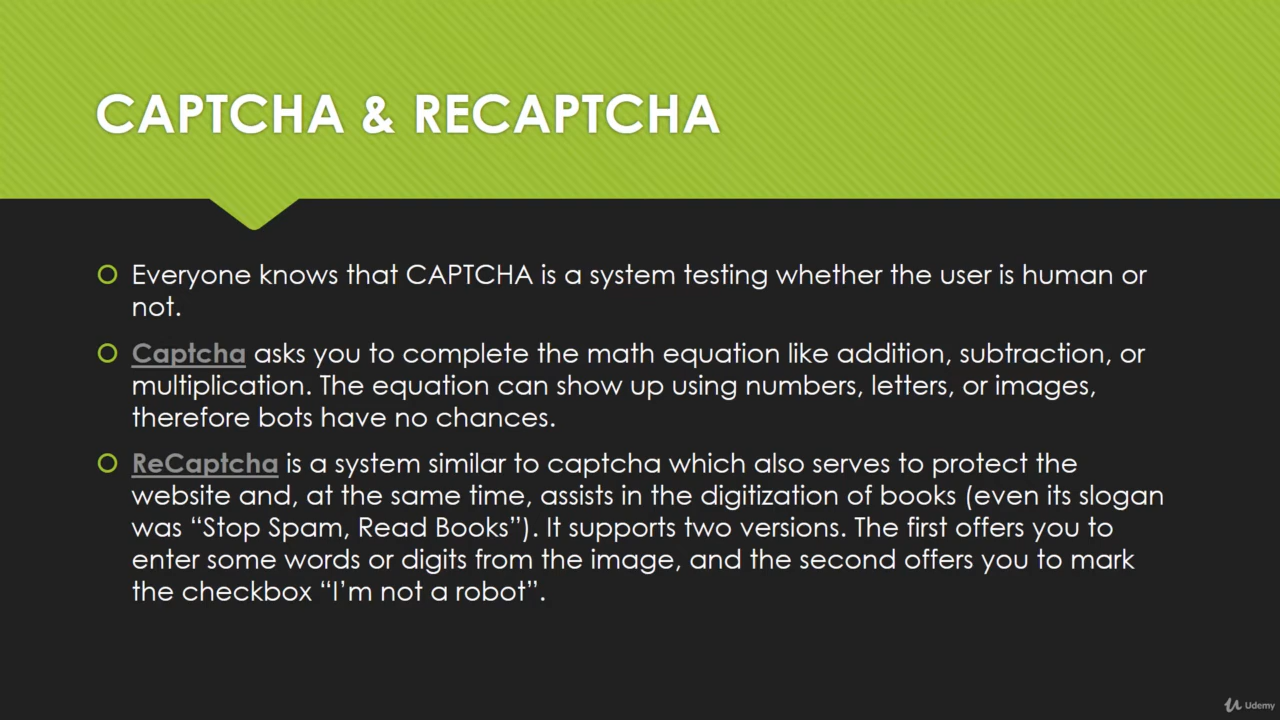 CAPTCHA & RECAPTCHA
Everyone knows that CAPTCHA is a system testing whether the user is human or
not.
Captcha asks you to complete the math equation like addition, subtraction, or
multiplication. The equation can show up using numbers, letters, or images,
therefore bots have no chances.
ReCaptcha is a system similar to captcha which also serves to protect the
website and, at the same time, assists in the digitization of books (even its slogan
was “Stop Spam, Read Books”). It supports two versions. The first offers you to
enter some words or digits from the image, and the second offers you to mark
the checkbox “I’m not a robot”.
Udemy